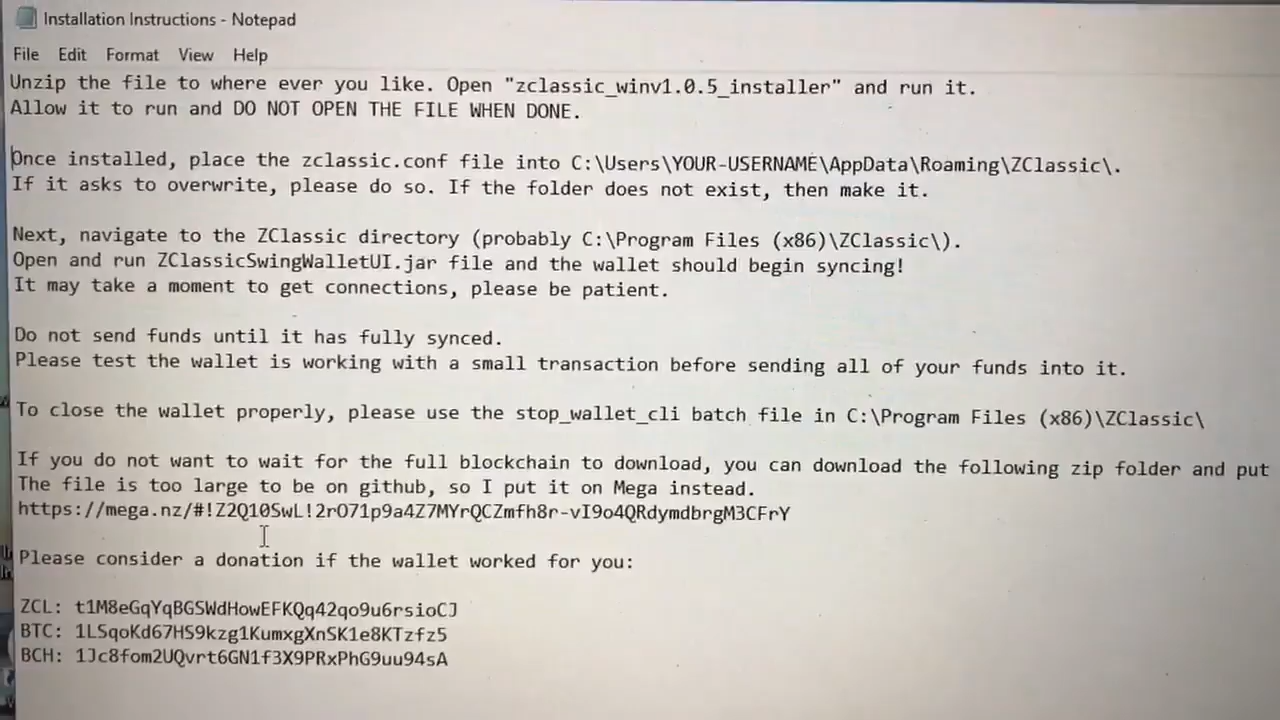 Installation Instructions - Notepad
File Edit Format View Help
Unzip the file to where ever you like. Open "zclassic_winv1.0.5_installer" and run it.
Allow it to run and DO NOT OPEN THE FILE WHEN DONE.
Once installed, place the zclassic.conf file into C:\Users\YOUR-USERNAME\AppData\Roaming\ZClassic\.
If it asks to overwrite, please do so. If the folder does not exist, then make it.
Next, navigate to the ZClassic directory (probably C:\Program Files (x86)\ZClassic\).
Open and run ZClassicSwingWalletUI.jar file and the wallet should begin syncing!
It may take a moment to get connections, please be patient.
Do not send funds until it has fully synced.
Please test the wallet is working with a small transaction before sending all of your funds into it.
To close the wallet properly, please use the stop_wallet_cli batch file in C:\Program Files (x86)\ZClassic\
If you do not want to wait for the full blockchain to download, you can download the following zip folder and put
The file is too large to be on github, so I put it on Mega instead.
https://mega.nz/#!Z2Q10SwL!2rO71p9a4Z7MYrQCZmfh8r-vI9o4QRdymdbrgM3CFrY
Please consider a donation if the wallet worked for you:
ZCL: t1M8eGqYqBGSWdHowEFKQq42qo9u6rsioCJ
BTC: 1LSqoKd67HS9kzg1KumxgXnSK1e8KTzfz5
BCH: 1Jc8fom2UQvrt6GN1f3X9PRxPhG9uu94sA